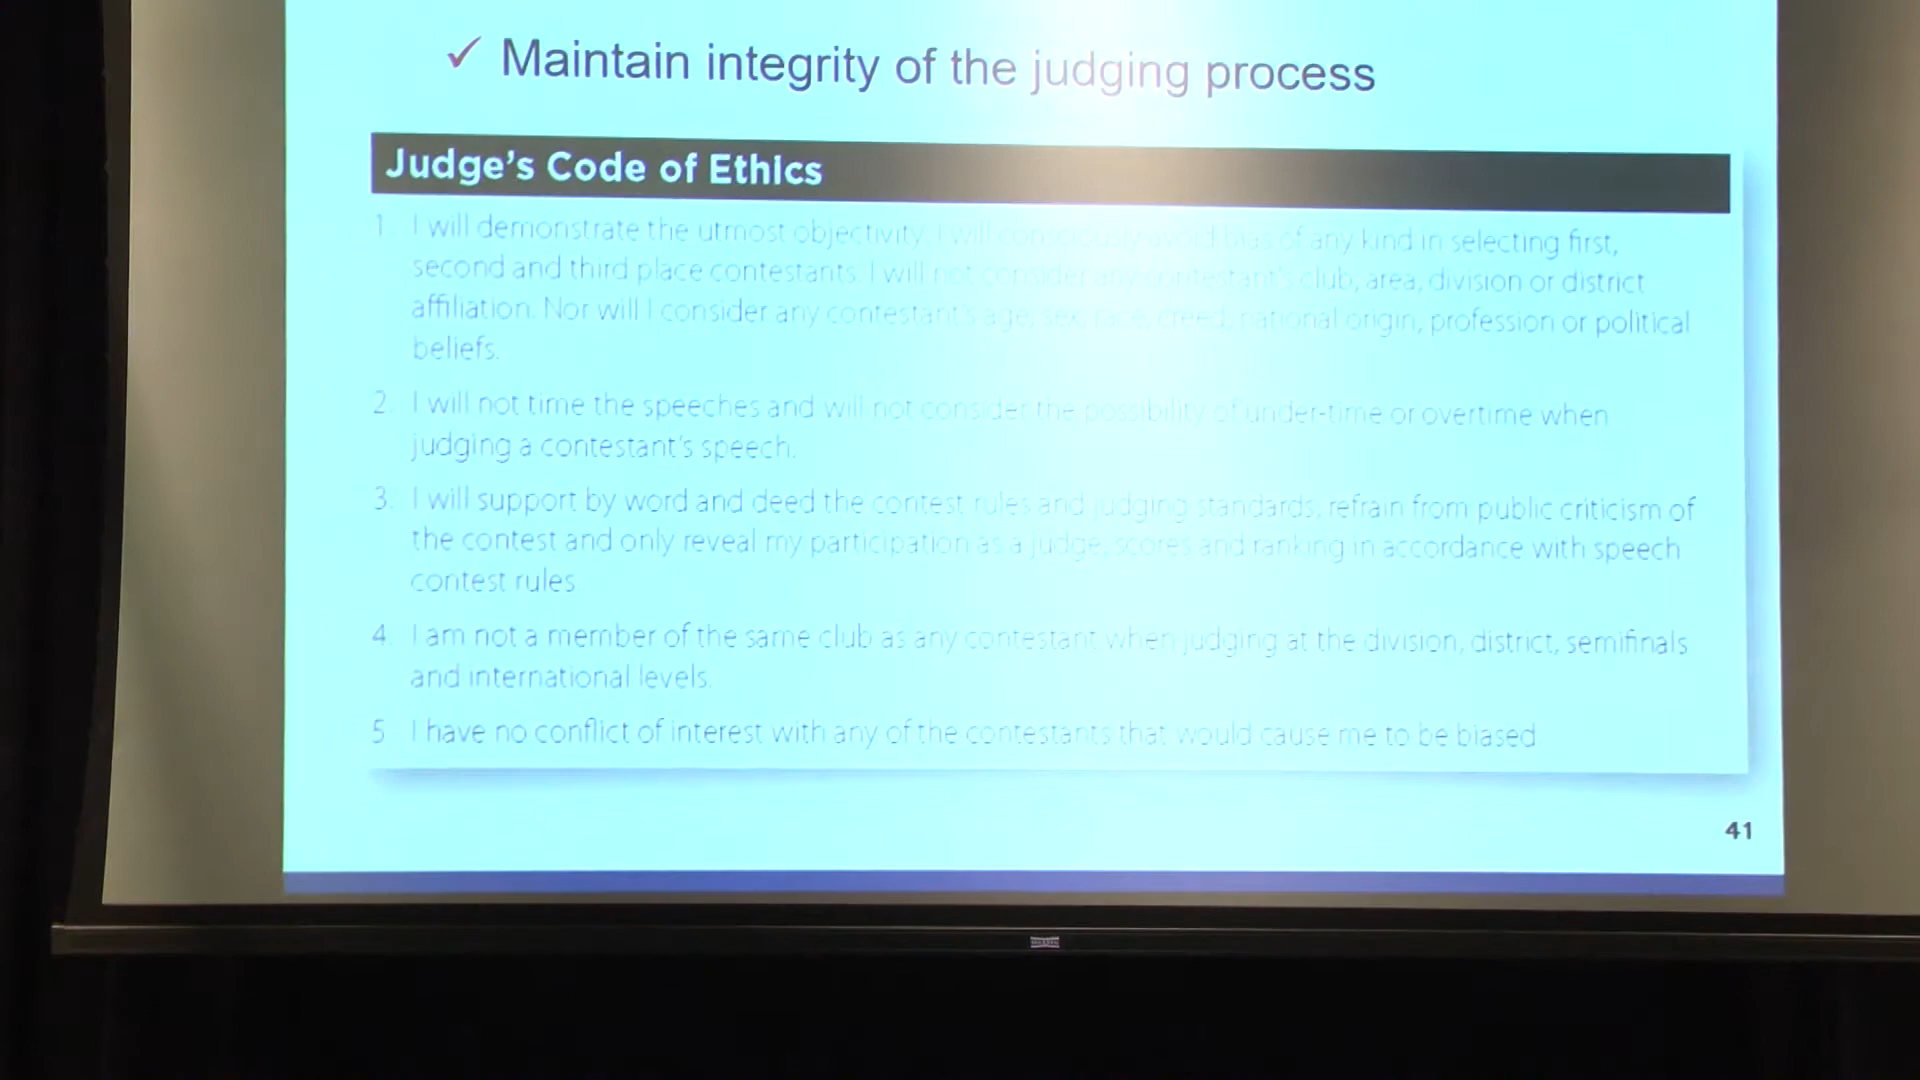 ✓ Maintain integrity of the judging process
Judge's Code of Ethics
1. I will demonstrate the utmost objectivity. I will consciously avoid bias of any kind in selecting first,
second and third place contestants. I will not consider any contestant's club, area, division or district
affiliation. Nor will I consider any contestant's age, sex, race, creed, national origin, profession or political
beliefs.
2. I will not time the speeches and will not consider the possibility of under-time or overtime when
judging a contestant's speech.
3. I will support by word and deed the contest rules and judging standards, refrain from public criticism of
the contest and only reveal my participation as a judge, scores and ranking in accordance with speech
contest rules
4. I am not a member of the same club as any contestant when judging at the division, district, semifinals
and international levels.
5 I have no conflict of interest with any of the contestants that would cause me to be biased
41